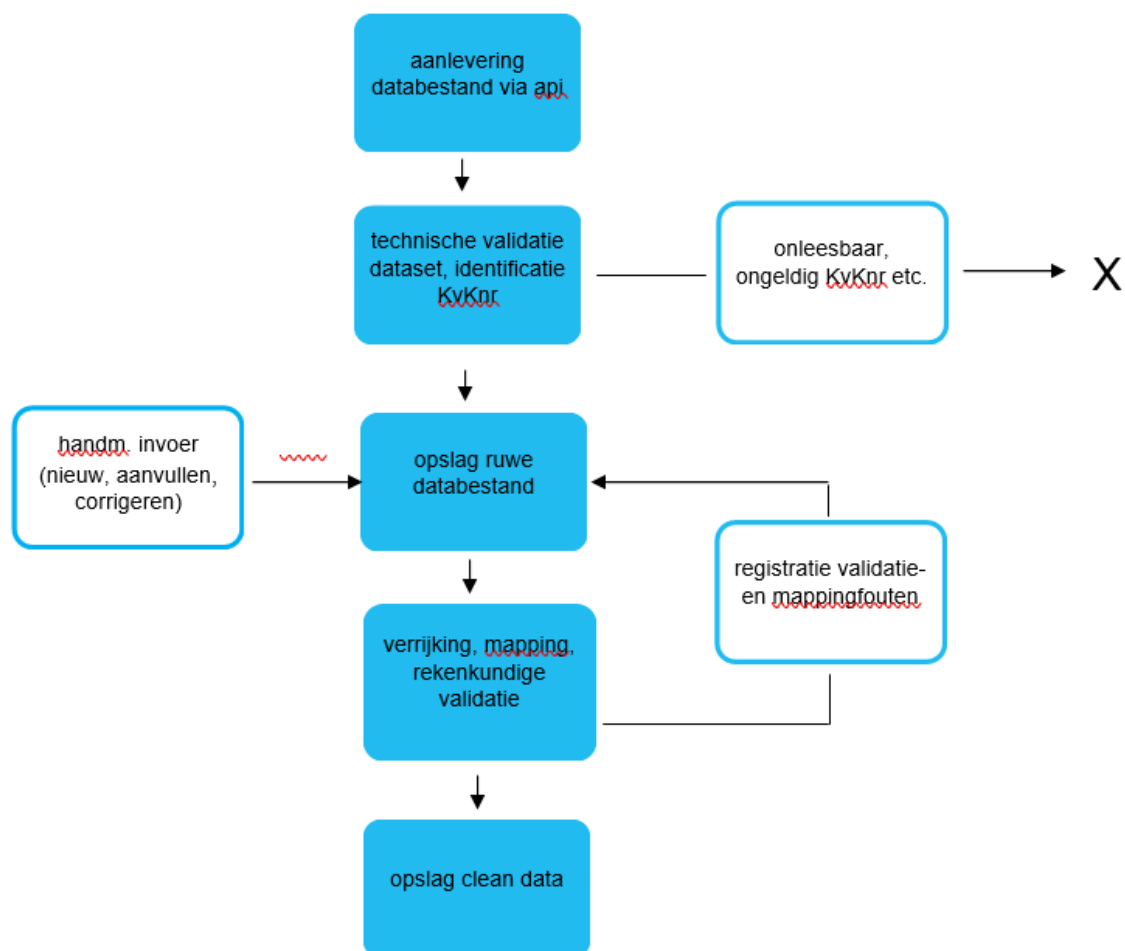 aanlevering
databestand via api
technische validatie
dataset, identificatie
KvKnr
onleesbaar,
ongeldig KvKnr etc.
X
handm. invoer
(nieuw, aanvullen,
corrigeren)
opslag ruwe
databestand
registratie validatie-
en mappingfouten
verrijking, mapping,
rekenkundige
validatie
opslag clean data